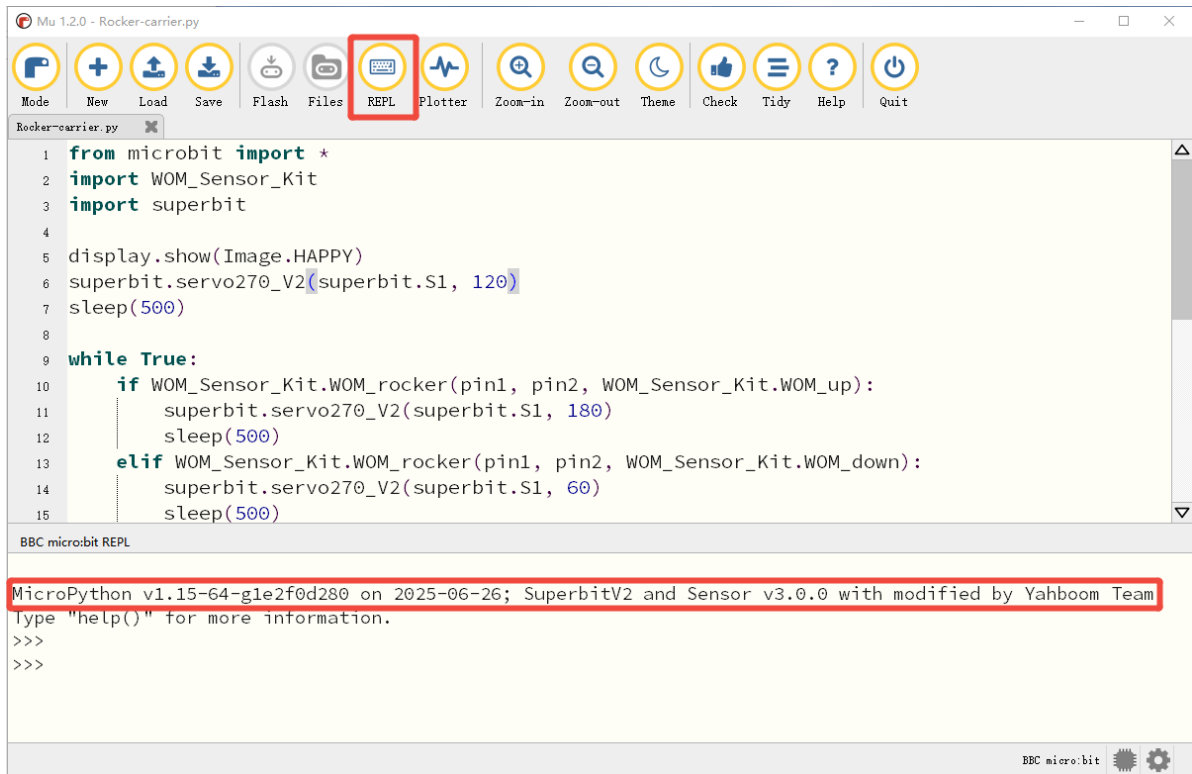 Mu 1.2.0 - Rocker-carrier.py
Mode New Load Save Flash Files REPL Plotter Zoom-in Zoom-out Theme Check Tidy Help Quit
Rocker-carrier.py
1 from microbit import *
2 import WOM_Sensor_Kit
3 import superbit
4
5 display.show(Image.HAPPY)
6 superbit.servo270_V2(superbit.S1, 120)
7 sleep(500)
8
9 while True:
10 if WOM_Sensor_Kit.WOM_rocker(pin1, pin2, WOM_Sensor_Kit.WOM_up):
11 superbit.servo270_V2(superbit.S1, 180)
12 sleep(500)
13 elif WOM_Sensor_Kit.WOM_rocker(pin1, pin2, WOM_Sensor_Kit.WOM_down):
14 superbit.servo270_V2(superbit.S1, 60)
15 sleep(500)
BBC micro:bit REPL
MicroPython v1.15-64-g1e2f0d280 on 2025-06-26; SuperbitV2 and Sensor v3.0.0 with modified by Yahboom Team
Type "help()" for more information.
>>>
>>>
BBC micro:bit